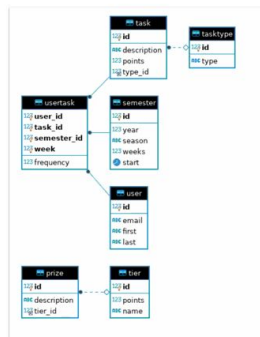 task
id
description
points
type_id
tasktype
id
type
usertask
user_id
task_id
semester_id
week
frequency
semester
id
year
season
weeks
start
user
id
email
first
last
prize
id
description
tier_id
tier
id
points
name